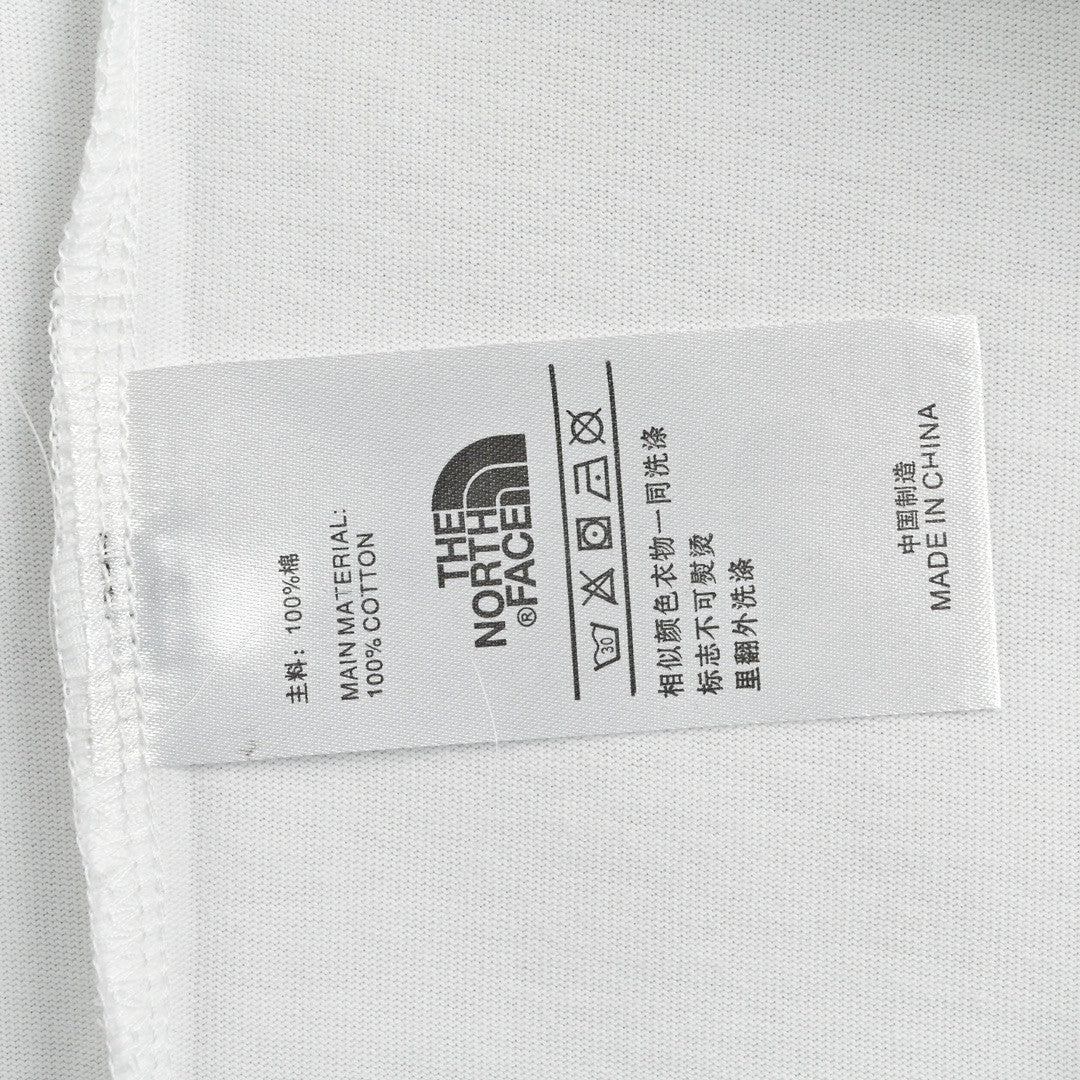 主料：100%棉
MAIN MATERIAL:
100% COTTON
THE
NORTH
®FACE
30
相似颜色衣物一同洗涤
标志不可熨烫
里翻外洗涤
中国制造
MADE IN CHINA